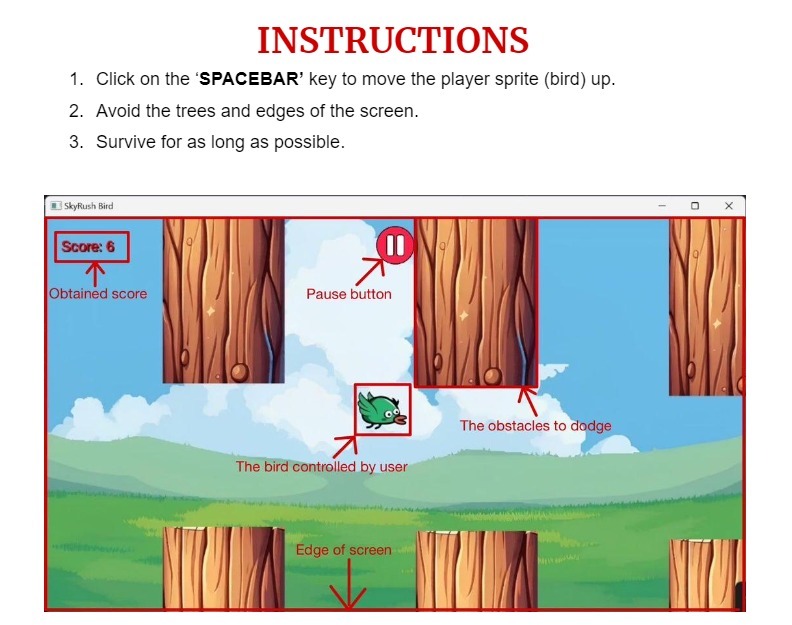 INSTRUCTIONS
1. Click on the ‘SPACEBAR’ key to move the player sprite (bird) up.
2. Avoid the trees and edges of the screen.
3. Survive for as long as possible.
SkyRush Bird
Score: 6
Obtained score
Pause button
The obstacles to dodge
The bird controlled by user
Edge of screen